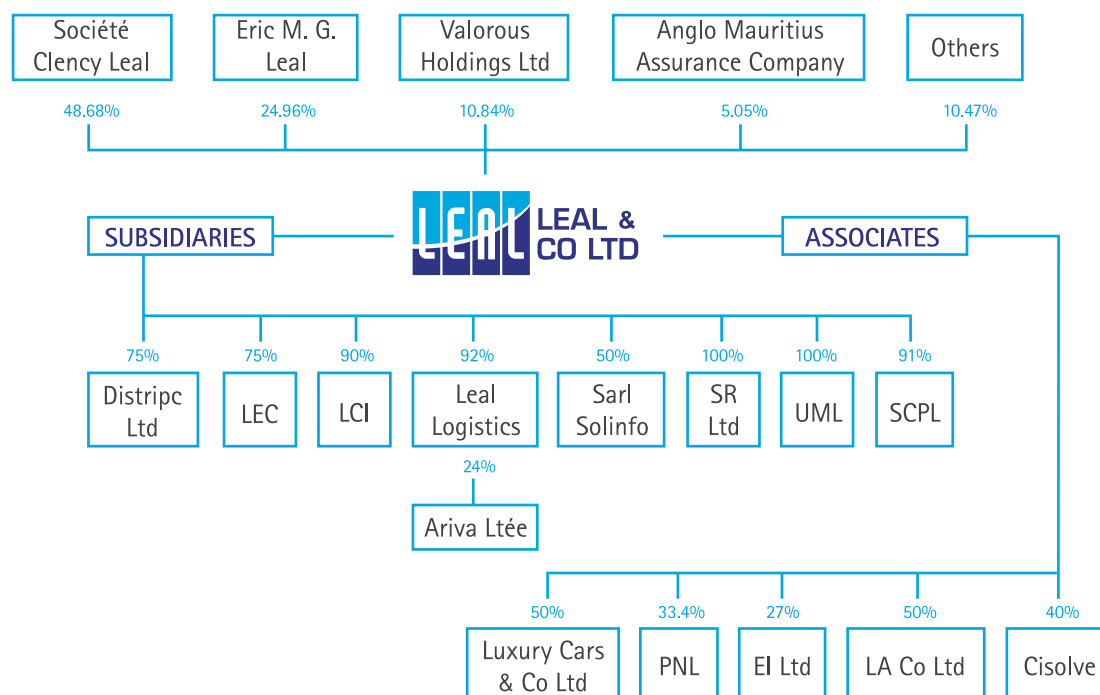 Société
Clency Leal
Eric M. G.
Leal
Valorous
Holdings Ltd
Anglo Mauritius
Assurance Company
Others
48.68%
24.96%
10.84%
5.05%
10.47%
SUBSIDIARIES
LEAL
LEAL &
CO LTD
ASSOCIATES
75%
75%
90%
92%
50%
100%
100%
91%
Distripc
Ltd
LEC
LCI
Leal
Logistics
Sarl
Solinfo
SR
Ltd
UML
SCPL
24%
Ariva Ltée
50%
33.4%
27%
50%
40%
Luxury Cars
& Co Ltd
PNL
EI Ltd
LA Co Ltd
Cisolve